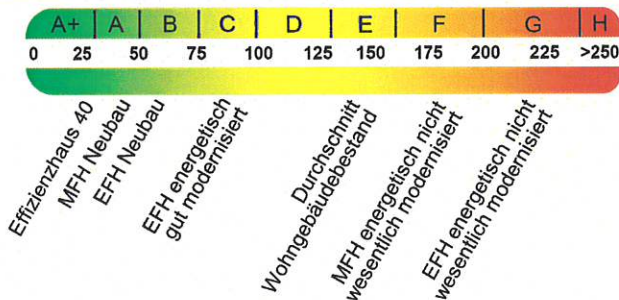 A+ A B C D E F G H
0 25 50 75 100 125 150 175 200 225 >250
Effizienzhaus 40
MFH Neubau
EFH Neubau
EFH energetisch
gut modernisiert
Durchschnitt
Wohngebäudebestand
MFH energetisch nicht
wesentlich modernisiert
EFH energetisch nicht
wesentlich modernisiert